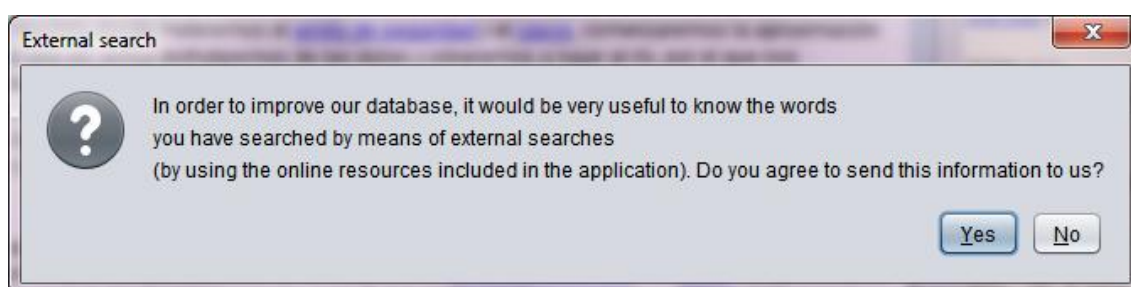 External search
In order to improve our database, it would be very useful to know the words
you have searched by means of external searches
(by using the online resources included in the application). Do you agree to send this information to us?
Yes No